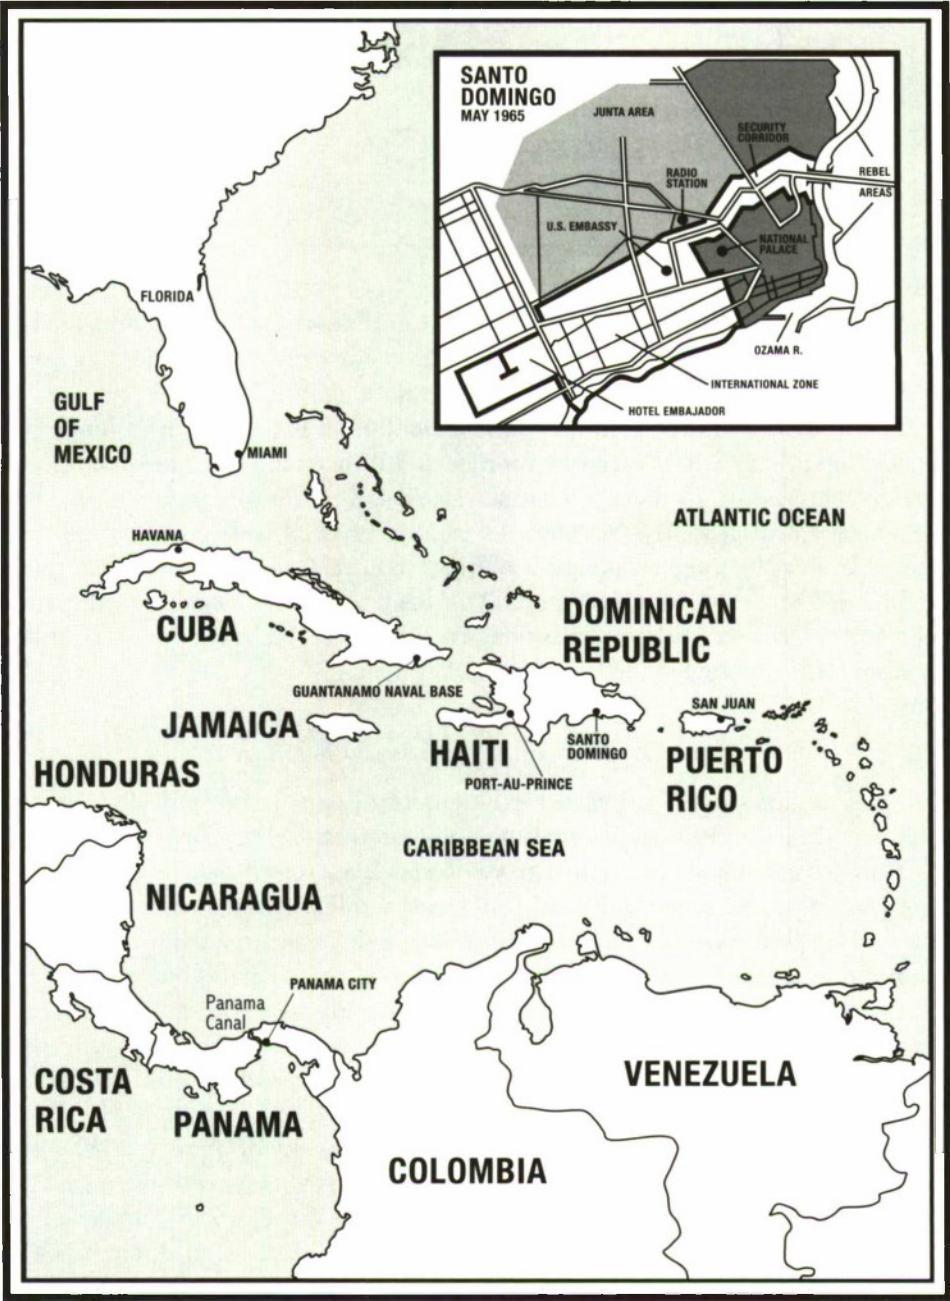 SANTO
DOMINGO
MAY 1965
JUNTA AREA
SECURITY
CORRIDOR
RADIO
STATION
REBEL
AREAS
U.S. EMBASSY
NATIONAL
PALACE
OZAMA R.
INTERNATIONAL ZONE
HOTEL EMBAJADOR
FLORIDA
GULF
OF
MEXICO
MIAMI
ATLANTIC OCEAN
HAVANA
CUBA
DOMINICAN
REPUBLIC
GUANTANAMO NAVAL BASE
JAMAICA
HAITI
SANTO
DOMINGO
SAN JUAN
PUERTO
RICO
PORT-AU-PRINCE
HONDURAS
CARIBBEAN SEA
NICARAGUA
PANAMA CITY
Panama
Canal
COSTA
RICA
PANAMA
VENEZUELA
COLOMBIA